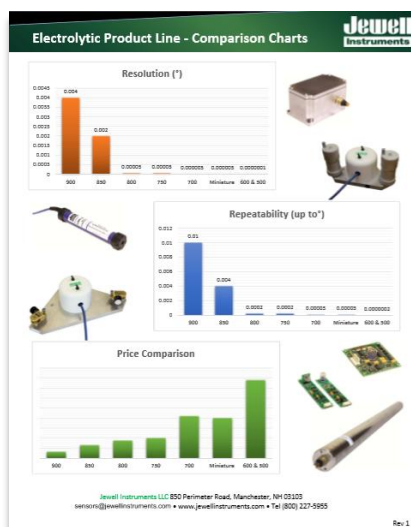 Electrolytic Product Line - Comparison Charts
Jewell
Instruments
Resolution (°)
0.0045
0.004
0.0035
0.003
0.0025
0.002
0.0015
0.001
0.0005
0
0.004
0.002
0.00005
0.00005
0.000005
0.000005
0.0000001
900 850 800 750 700 Miniature 600 & 500
Repeatability (up to°)
0.012
0.01
0.008
0.006
0.004
0.002
0
0.01
0.004
0.0002
0.0002
0.00005
0.00005
0.0000002
900 850 800 750 700 Miniature 600 & 500
Price Comparison
900 850 800 750 700 Miniature 600 & 500
Jewell Instruments LLC 850 Perimeter Road, Manchester, NH 03103
sensors@jewellinstruments.com • www.jewellinstruments.com • Tel (800) 227-5955
Rev 1